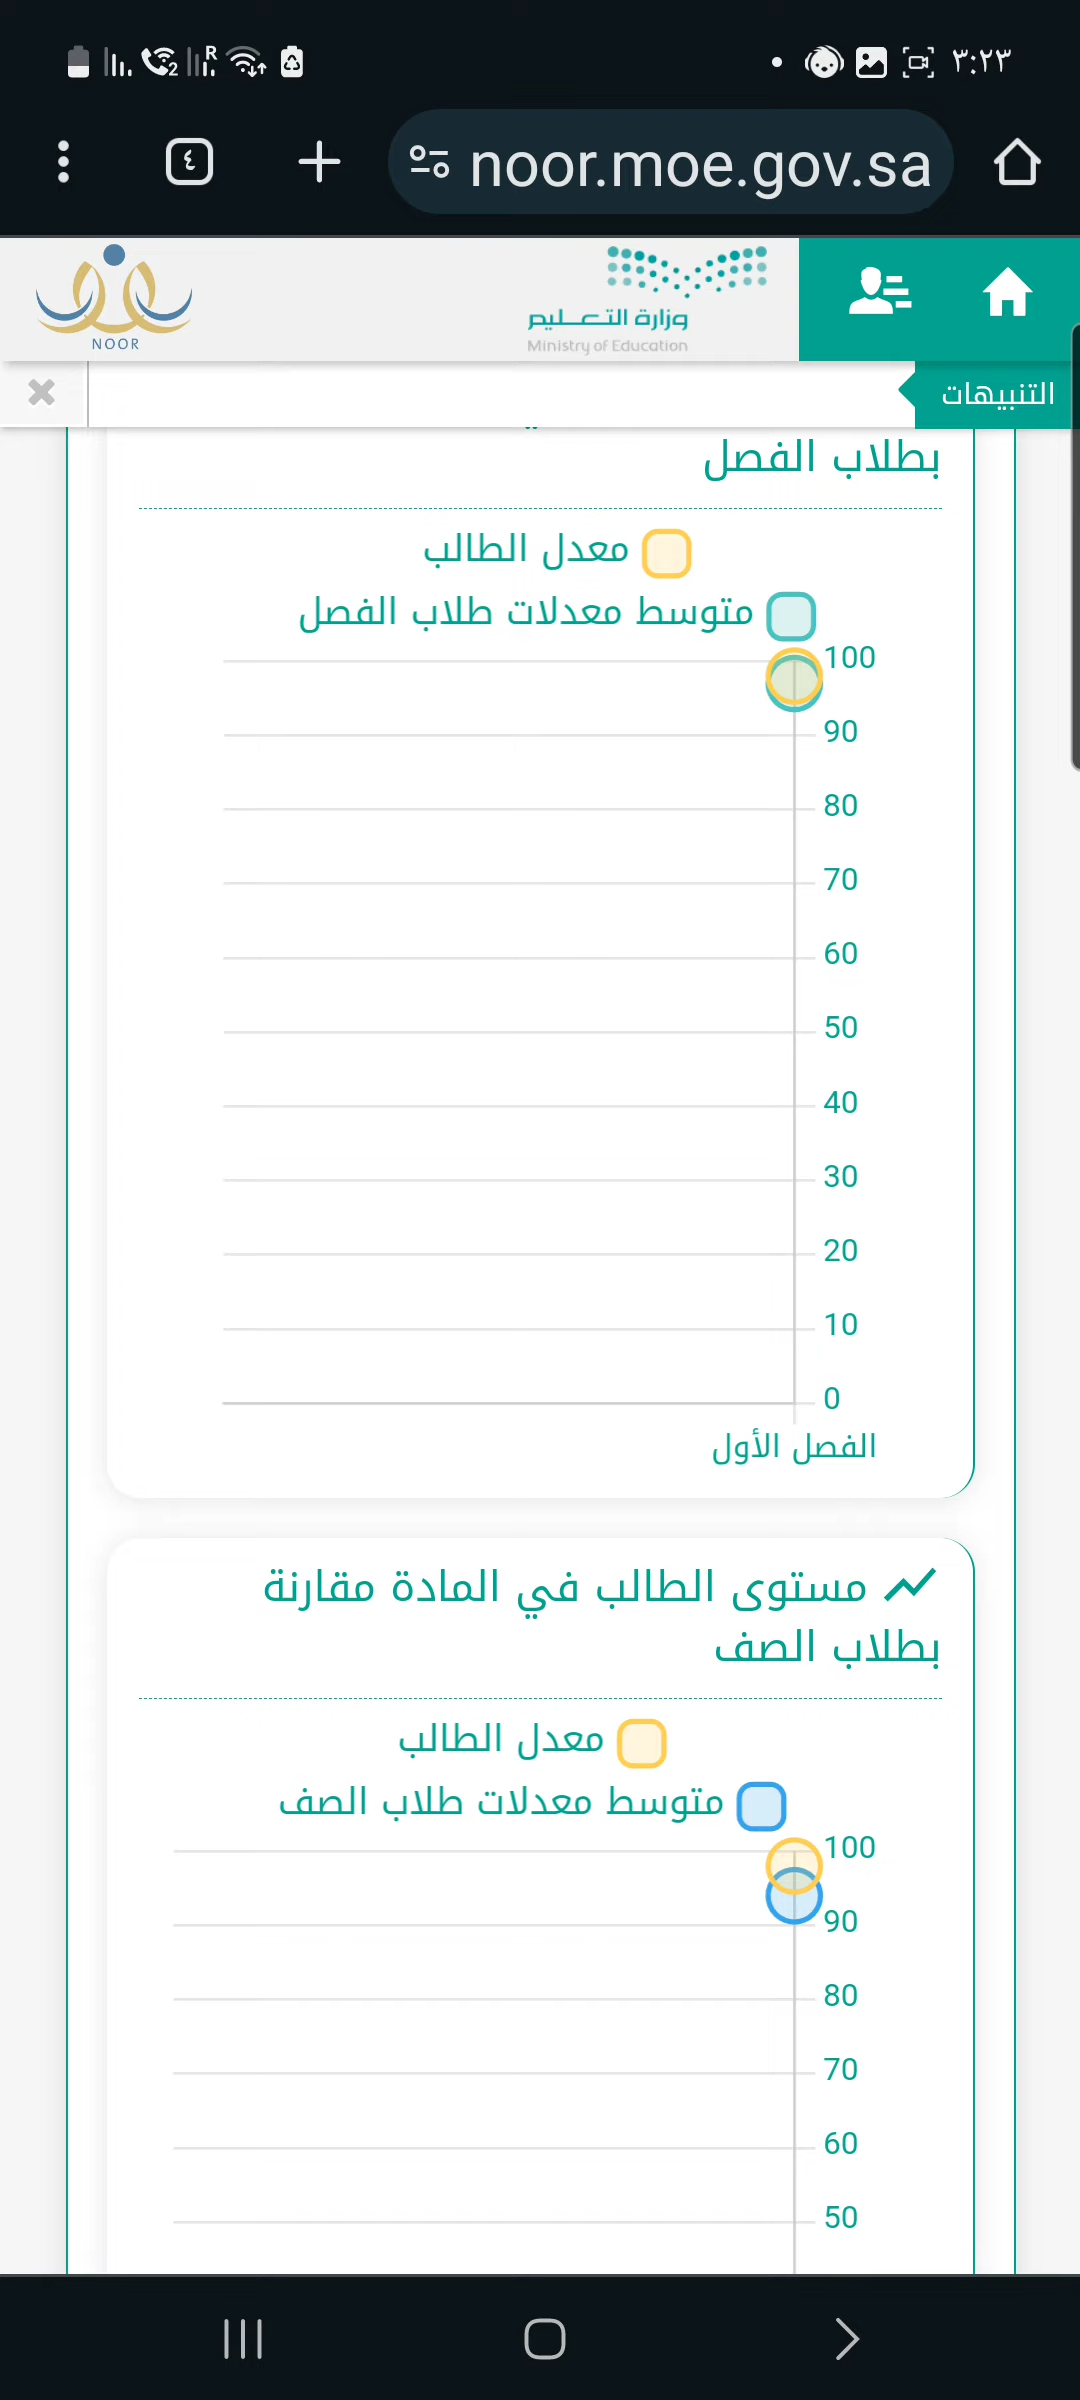 ٣:٢٣
2
R
٤
noor.moe.gov.sa
NOOR
وزارة التعليم
Ministry of Education
التنبيهات
بطلاب الفصل
معدل الطالب
متوسط معدلات طلاب الفصل
100
90
80
70
60
50
40
30
20
10
0
الفصل الأول
مستوى الطالب في المادة مقارنة
بطلاب الصف
معدل الطالب
متوسط معدلات طلاب الصف
100
90
80
70
60
50